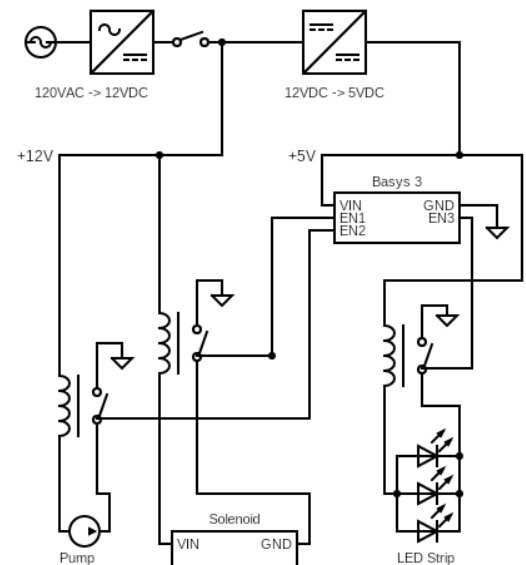 120VAC -> 12VDC
12VDC -> 5VDC
+12V
+5V
Basys 3
VIN
GND
EN1
EN3
EN2
Solenoid
VIN
GND
Pump
LED Strip